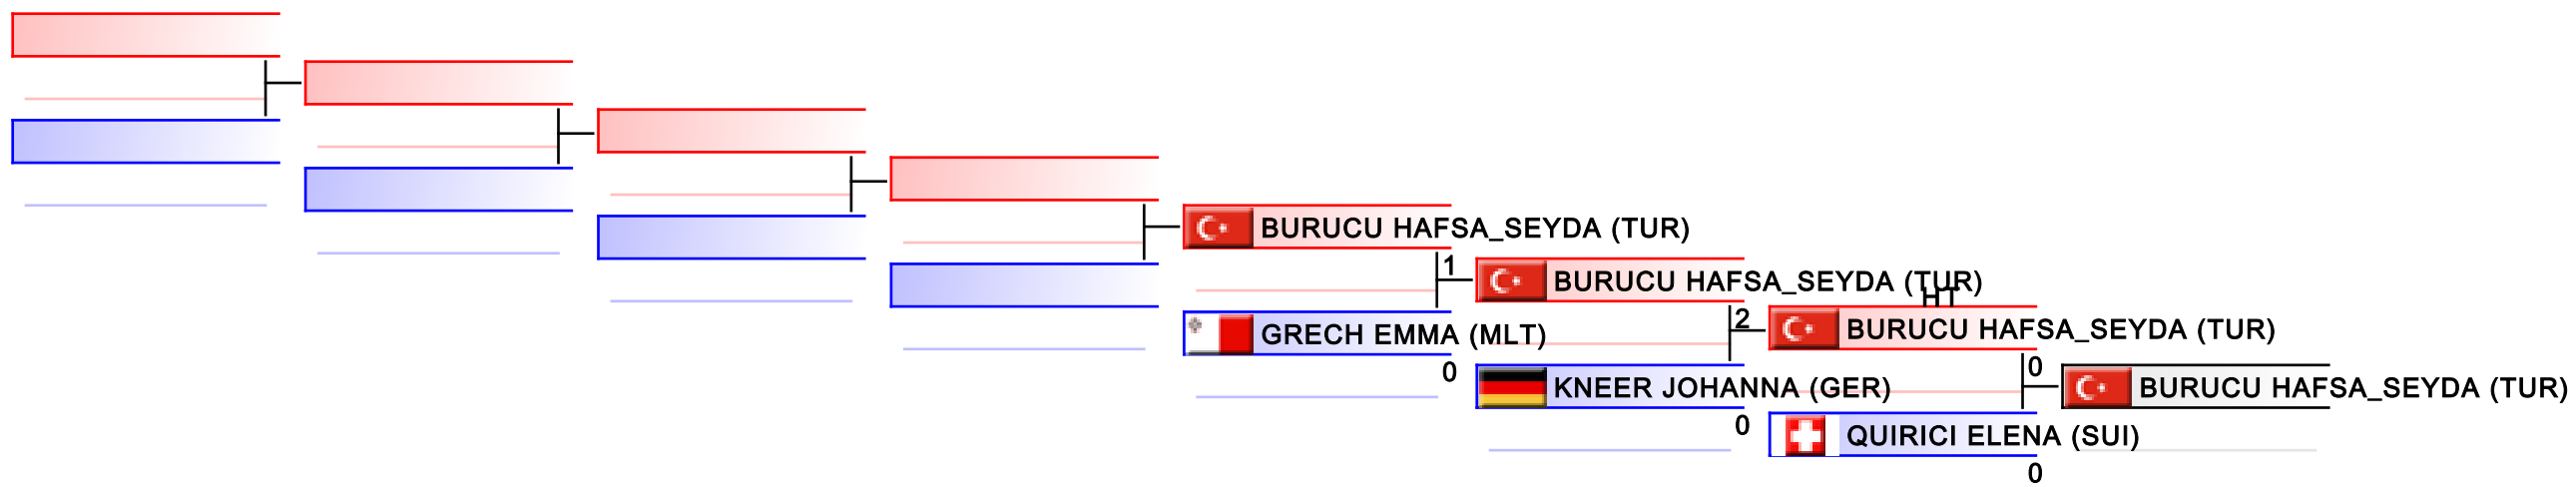 BURUCU HAFSA_SEYDA (TUR)
1
BURUCU HAFSA_SEYDA (TUR)
HT
GRECH EMMA (MLT)
0
2
BURUCU HAFSA_SEYDA (TUR)
KNEER JOHANNA (GER)
0
0
BURUCU HAFSA_SEYDA (TUR)
QUIRICI ELENA (SUI)
0